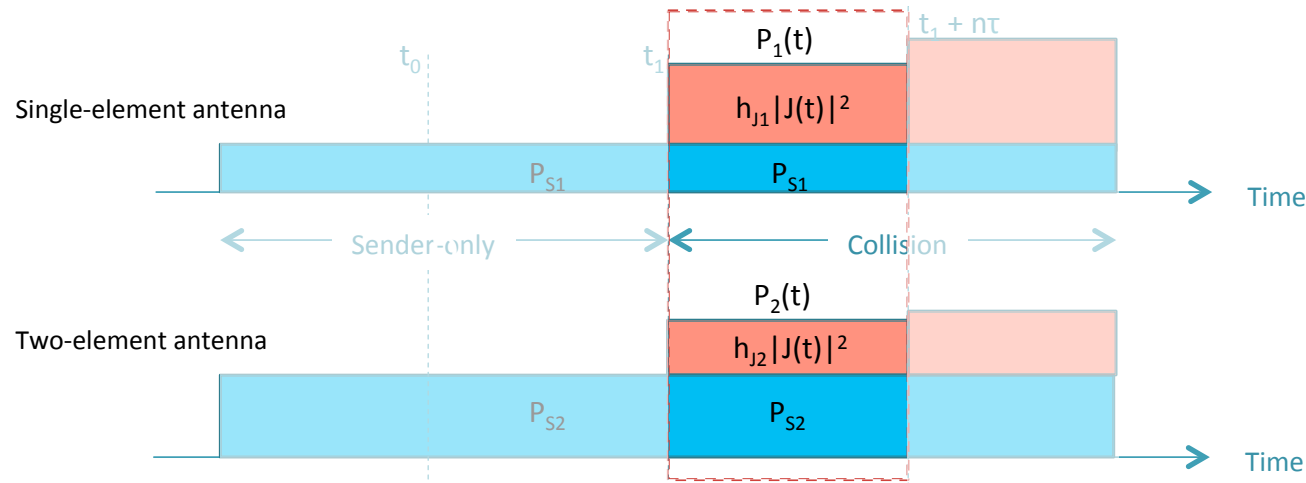 t₁ + nτ
P₁(t)
t₀
t₁
Single-element antenna
h_J1|J(t)|²
P_S1
P_S1
Time
Sender-only
Collision
P₂(t)
Two-element antenna
h_J2|J(t)|²
P_S2
P_S2
Time